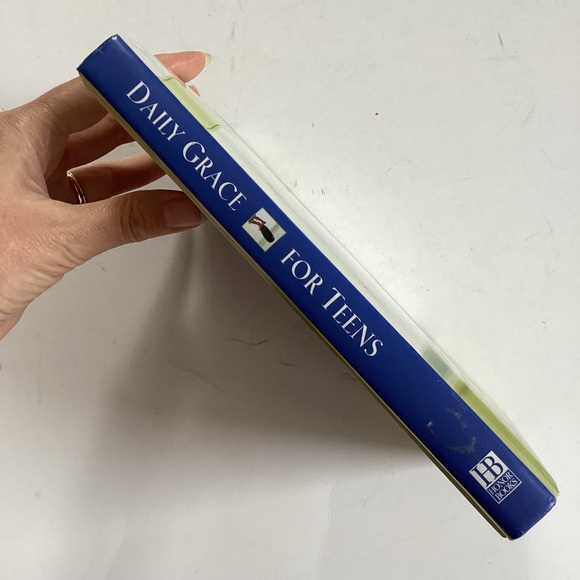 DAILY GRACE FOR TEENS
HB
HONOR
BOOKS